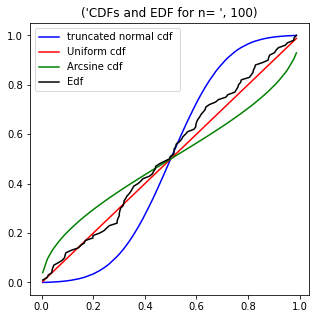 ('CDFs and EDF for n= ', 100)
truncated normal cdf
Uniform cdf
Arcsine cdf
Edf
1.0
0.8
0.6
0.4
0.2
0.0
0.0 0.2 0.4 0.6 0.8 1.0